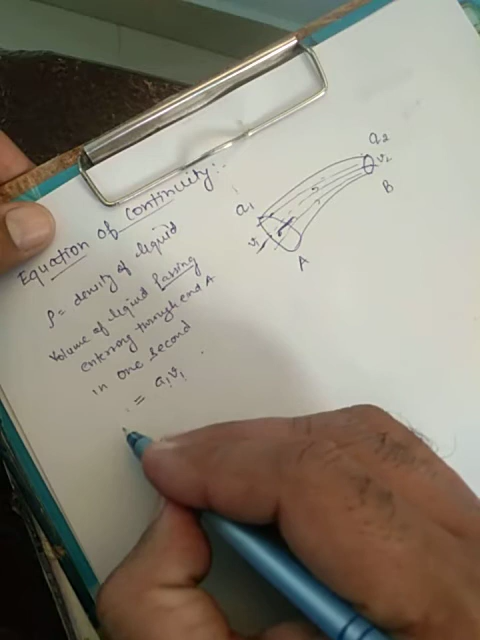 Equation of continuity:-
ρ = density of liquid
Volume of liquid passing
entering through end A
in one second
= a₁v₁
a₁
v₁
A
a₂
v₂
B